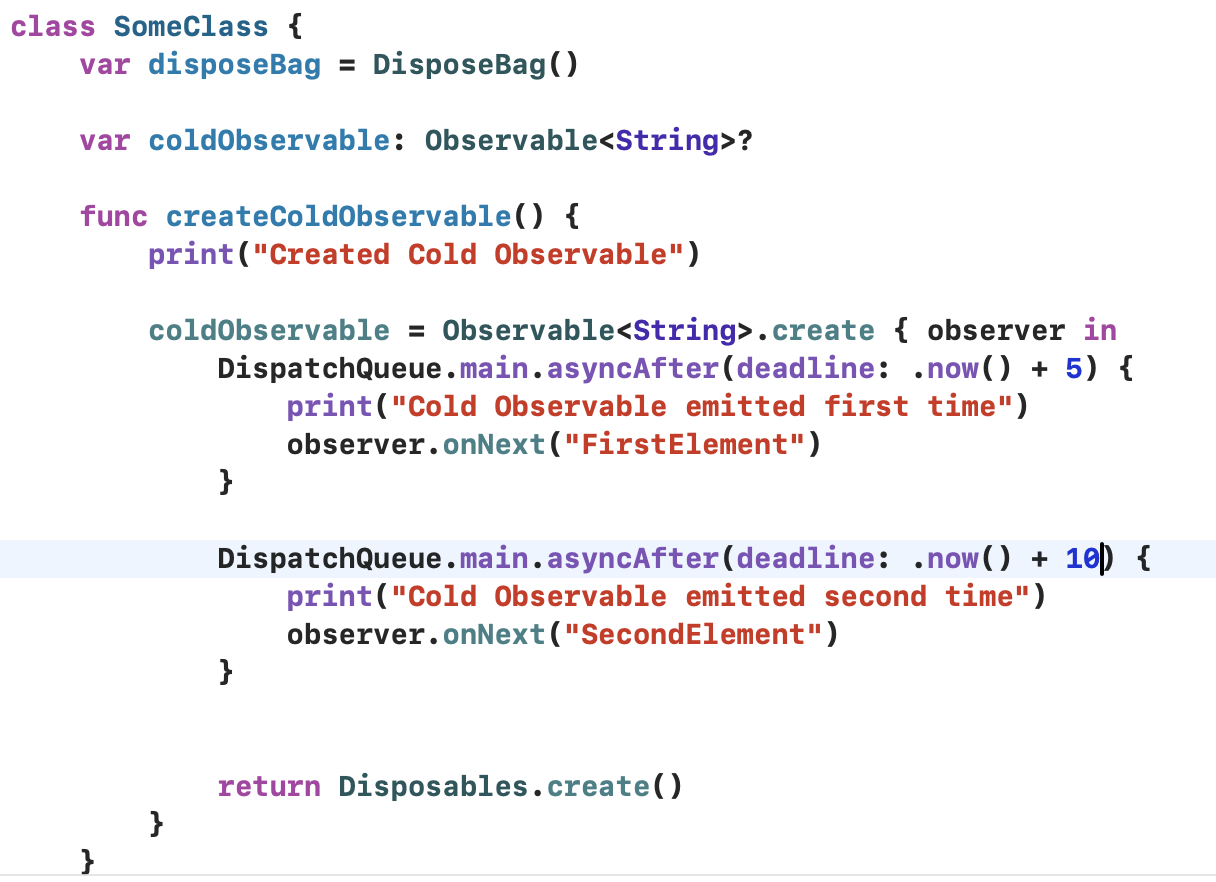 class SomeClass {
    var disposeBag = DisposeBag()
    var coldObservable: Observable<String>?
    func createColdObservable() {
        print("Created Cold Observable")
        coldObservable = Observable<String>.create { observer in
            DispatchQueue.main.asyncAfter(deadline: .now() + 5) {
                print("Cold Observable emitted first time")
                observer.onNext("FirstElement")
            }
            DispatchQueue.main.asyncAfter(deadline: .now() + 10) {
                print("Cold Observable emitted second time")
                observer.onNext("SecondElement")
            }
            return Disposables.create()
        }
    }